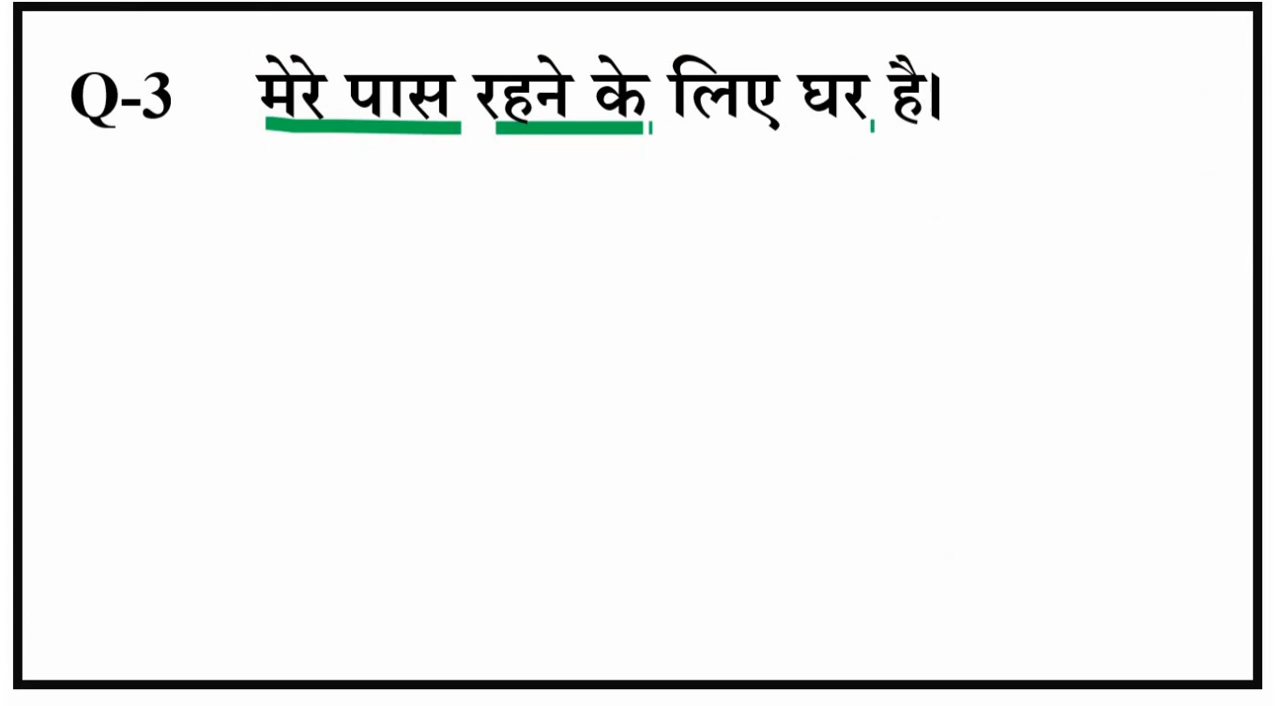 Q-3 मेरे पास रहने के लिए घर है।